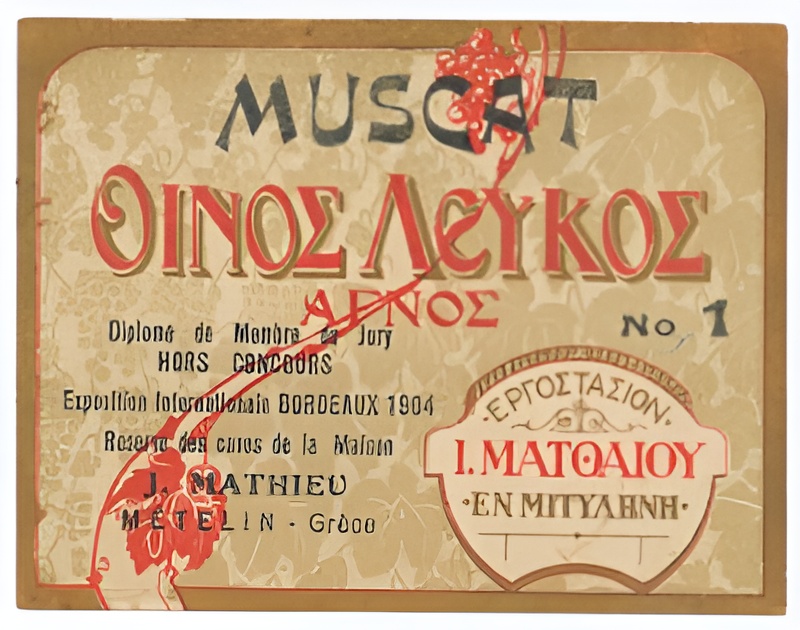 MUSCAT
ΟΙΝΟΣ ΛΕΥΚΟΣ
ΑΓΝΟΣ
No 1
Diplome de Membre du Jury
HORS CONCOURS
Exposition Internationale BORDEAUX 1904
Reserve des caves de la Maison
J. MATHIEU
METELIN - Grèce
ΕΡΓΟΣΤΑΣΙΟΝ
Ι. ΜΑΤΘΑΙΟΥ
·ΕΝ ΜΙΤΥΛΗΝΗ·